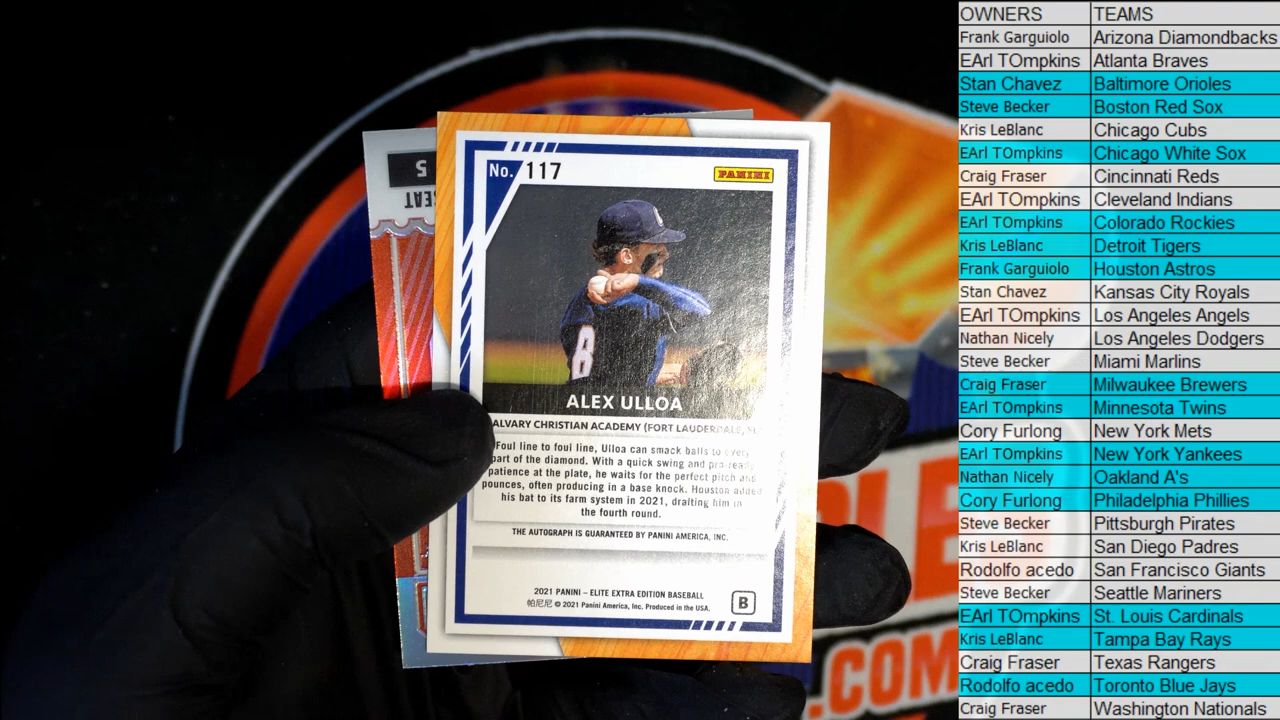 S
SEAT
No. 117
PANINI
8
ALEX ULLOA
ALVARY CHRISTIAN ACADEMY (FORT LAUDERDALE, FL
Foul line to foul line, Ulloa can smack balls to every
part of the diamond. With a quick swing and pro-ready
patience at the plate, he waits for the perfect pitch and
pounces, often producing in a base knock. Houston added
his bat to its farm system in 2021, drafting him in
the fourth round.
THE AUTOGRAPH IS GUARANTEED BY PANINI AMERICA, INC.
2021 PANINI – ELITE EXTRA EDITION BASEBALL
帕尼尼 © 2021 Panini America, Inc. Produced in the USA.
B
.COM
OWNERS TEAMS
Frank Garguiolo Arizona Diamondbacks
EArl TOmpkins Atlanta Braves
Stan Chavez Baltimore Orioles
Steve Becker Boston Red Sox
Kris LeBlanc Chicago Cubs
EArl TOmpkins Chicago White Sox
Craig Fraser Cincinnati Reds
EArl TOmpkins Cleveland Indians
EArl TOmpkins Colorado Rockies
Kris LeBlanc Detroit Tigers
Frank Garguiolo Houston Astros
Stan Chavez Kansas City Royals
EArl TOmpkins Los Angeles Angels
Nathan Nicely Los Angeles Dodgers
Steve Becker Miami Marlins
Craig Fraser Milwaukee Brewers
EArl TOmpkins Minnesota Twins
Cory Furlong New York Mets
EArl TOmpkins New York Yankees
Nathan Nicely Oakland A's
Cory Furlong Philadelphia Phillies
Steve Becker Pittsburgh Pirates
Kris LeBlanc San Diego Padres
Rodolfo acedo San Francisco Giants
Steve Becker Seattle Mariners
EArl TOmpkins St. Louis Cardinals
Kris LeBlanc Tampa Bay Rays
Craig Fraser Texas Rangers
Rodolfo acedo Toronto Blue Jays
Craig Fraser Washington Nationals